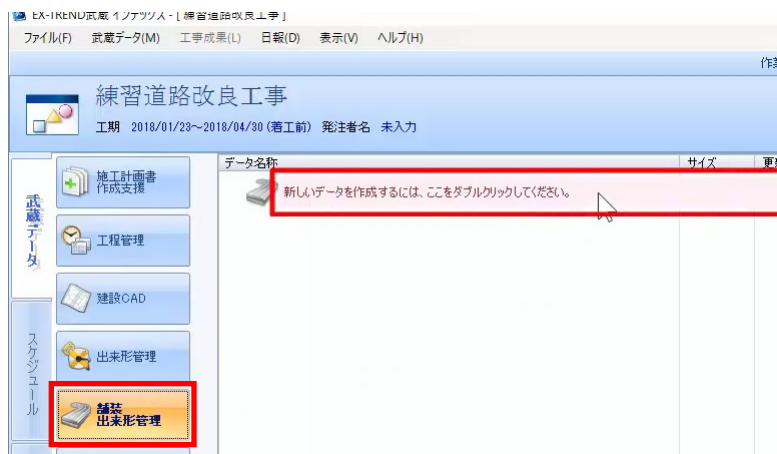 EX-TREND武蔵 インデックス - [ 練習道路改良工事 ]
ファイル(F) 武蔵データ(M) 工事成果(L) 日報(D) 表示(V) ヘルプ(H)
練習道路改良工事
工期 2018/01/23～2018/04/30 (着工前) 発注者名 未入力
武蔵データ
スケジュール
施工計画書
作成支援
工程管理
建設CAD
出来形管理
舗装
出来形管理
データ名称 サイズ
新しいデータを作成するには、ここをダブルクリックしてください。